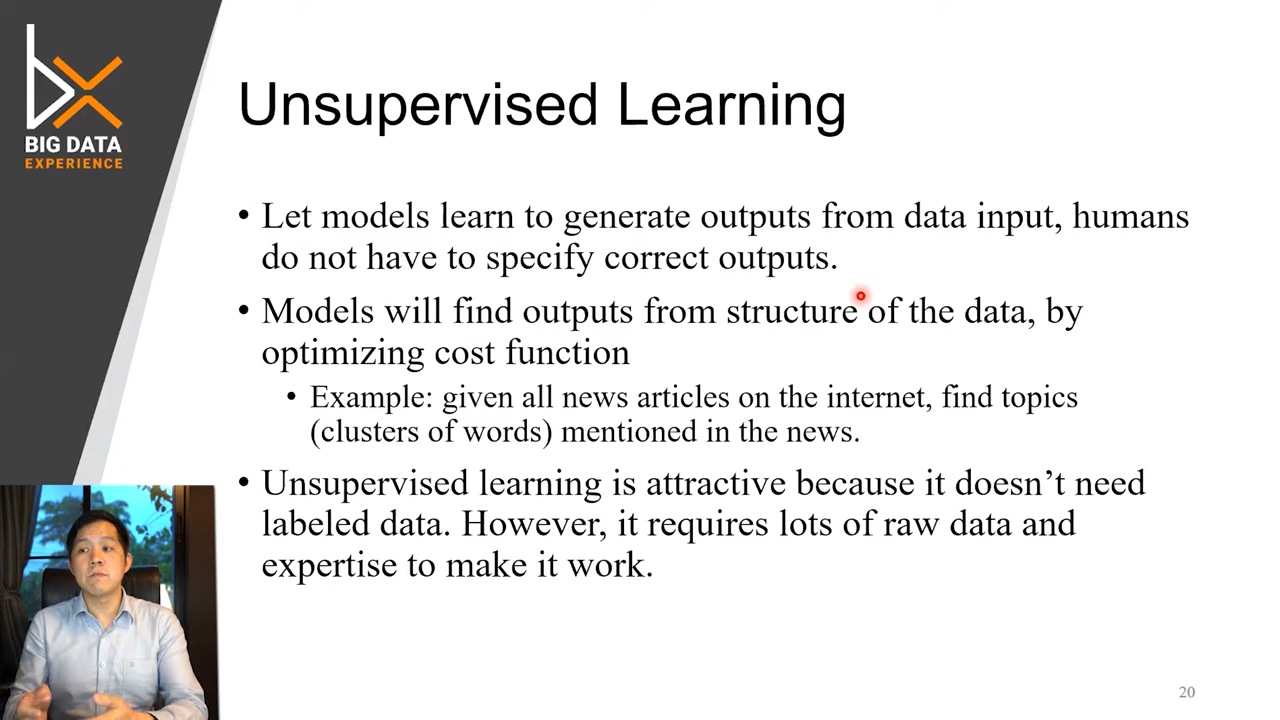 BIG DATA
EXPERIENCE
Unsupervised Learning
• Let models learn to generate outputs from data input, humans
do not have to specify correct outputs.
• Models will find outputs from structure of the data, by
optimizing cost function
• Example: given all news articles on the internet, find topics
(clusters of words) mentioned in the news.
• Unsupervised learning is attractive because it doesn’t need
labeled data. However, it requires lots of raw data and
expertise to make it work.
20